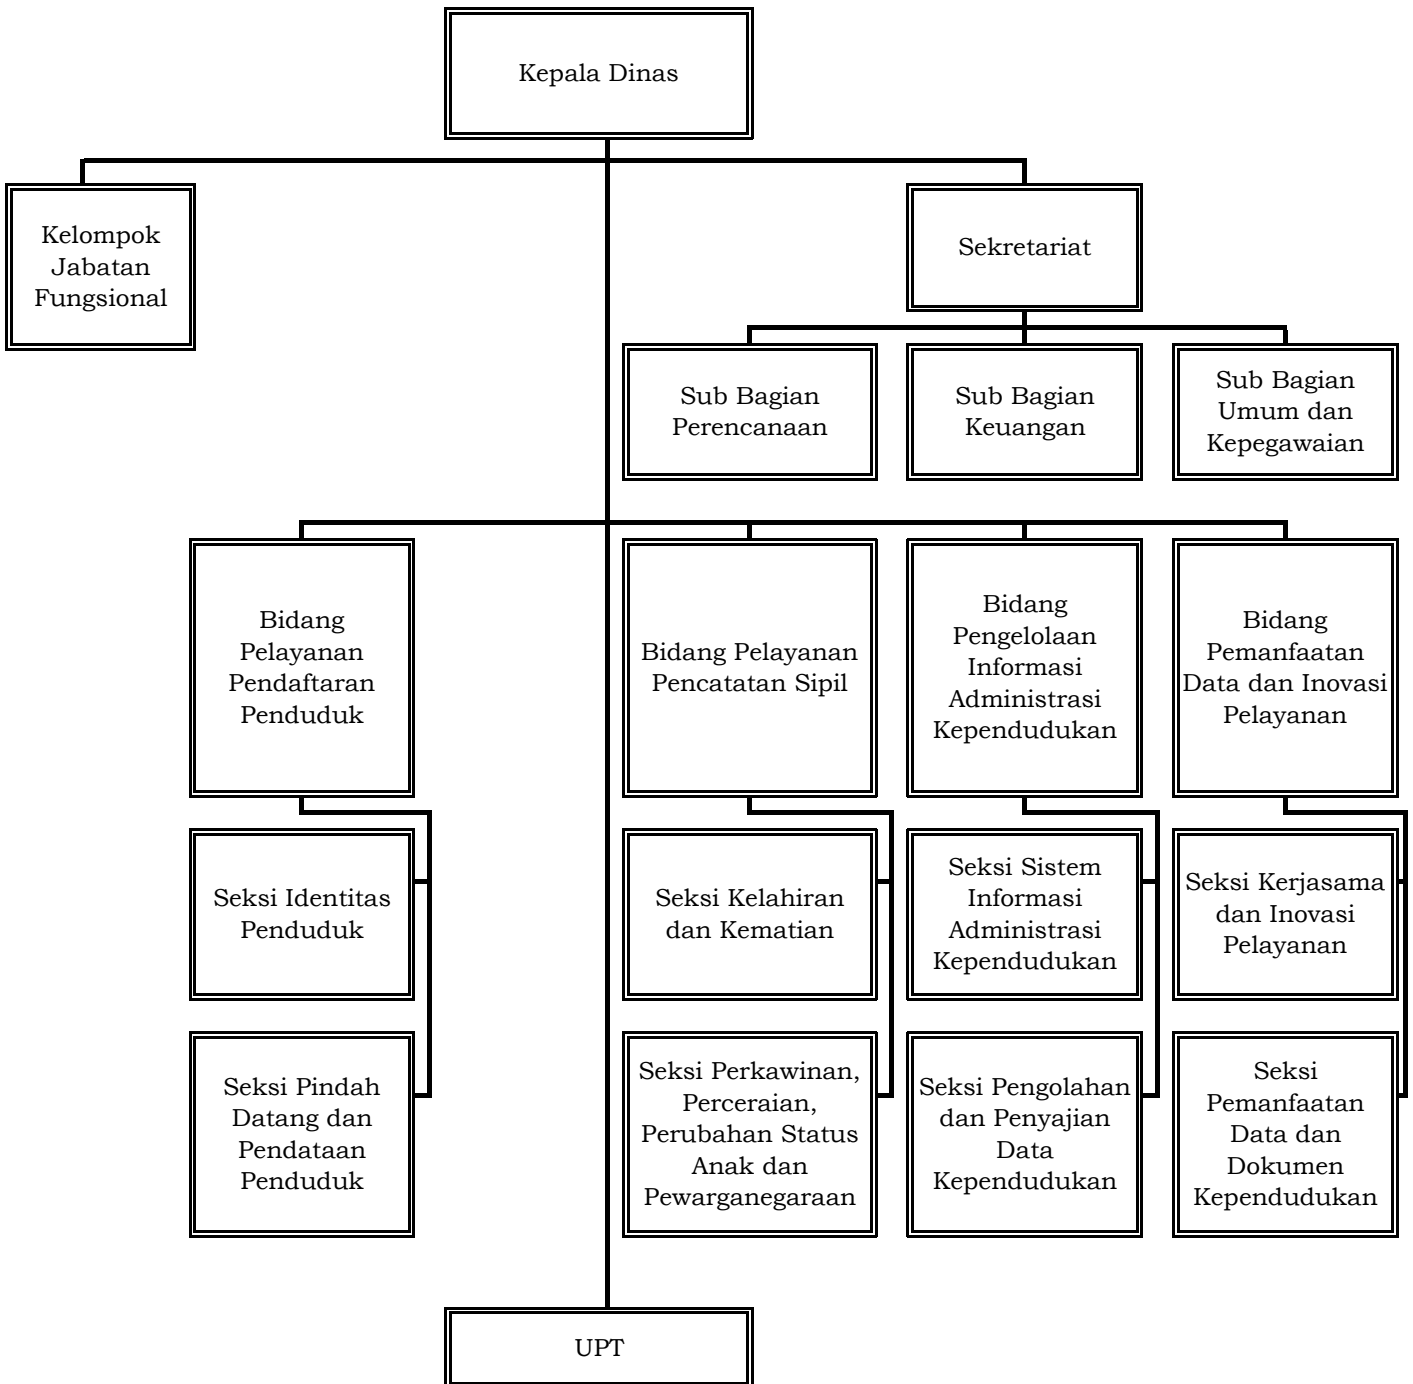 Kepala Dinas
Kelompok
Jabatan
Fungsional
Sekretariat
Sub Bagian
Perencanaan
Sub Bagian
Keuangan
Sub Bagian
Umum dan
Kepegawaian
Bidang
Pelayanan
Pendaftaran
Penduduk
Bidang Pelayanan
Pencatatan Sipil
Bidang
Pengelolaan
Informasi
Administrasi
Kependudukan
Bidang
Pemanfaatan
Data dan Inovasi
Pelayanan
Seksi Identitas
Penduduk
Seksi Kelahiran
dan Kematian
Seksi Sistem
Informasi
Administrasi
Kependudukan
Seksi Kerjasama
dan Inovasi
Pelayanan
Seksi Pindah
Datang dan
Pendataan
Penduduk
Seksi Perkawinan,
Perceraian,
Perubahan Status
Anak dan
Pewarganegaraan
Seksi Pengolahan
dan Penyajian
Data
Kependudukan
Seksi
Pemanfaatan
Data dan
Dokumen
Kependudukan
UPT